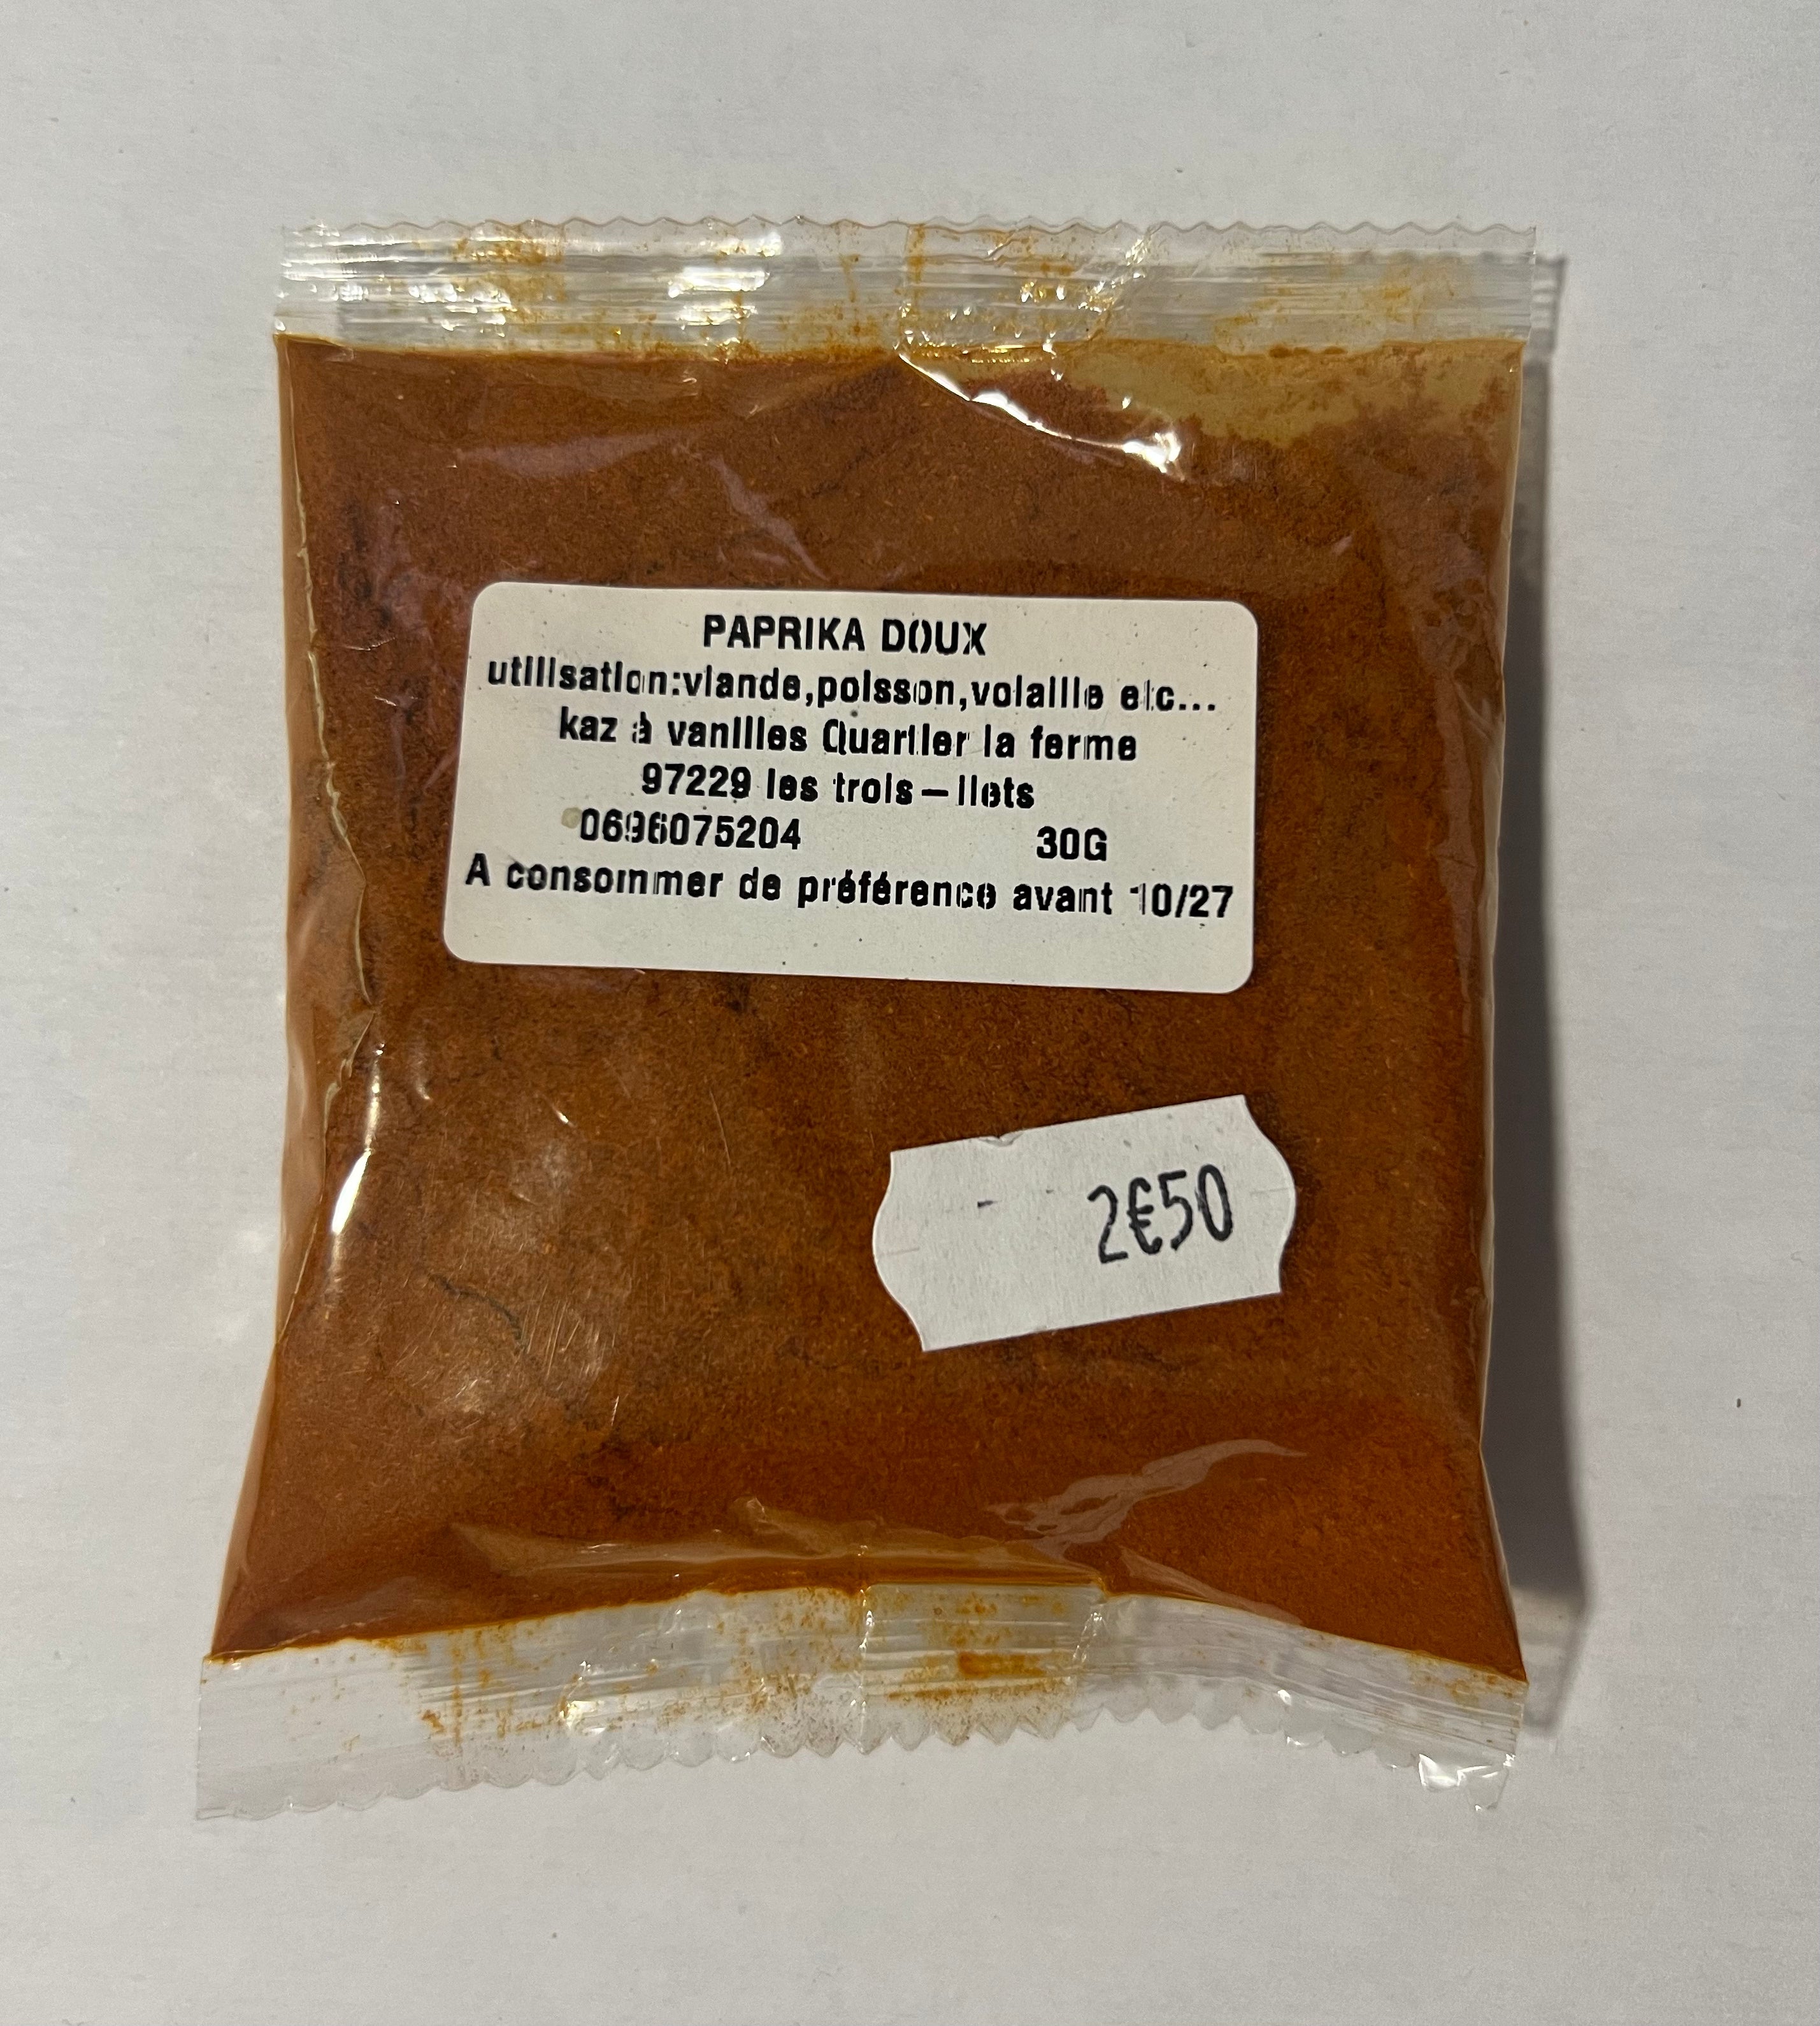 PAPRIKA DOUX
utilisation:viande,poisson,volaille etc...
kaz à vanilles Quartier la ferme
97229 les trois-ilets
0696075204 30G
A consommer de préférence avant 10/27
2€50